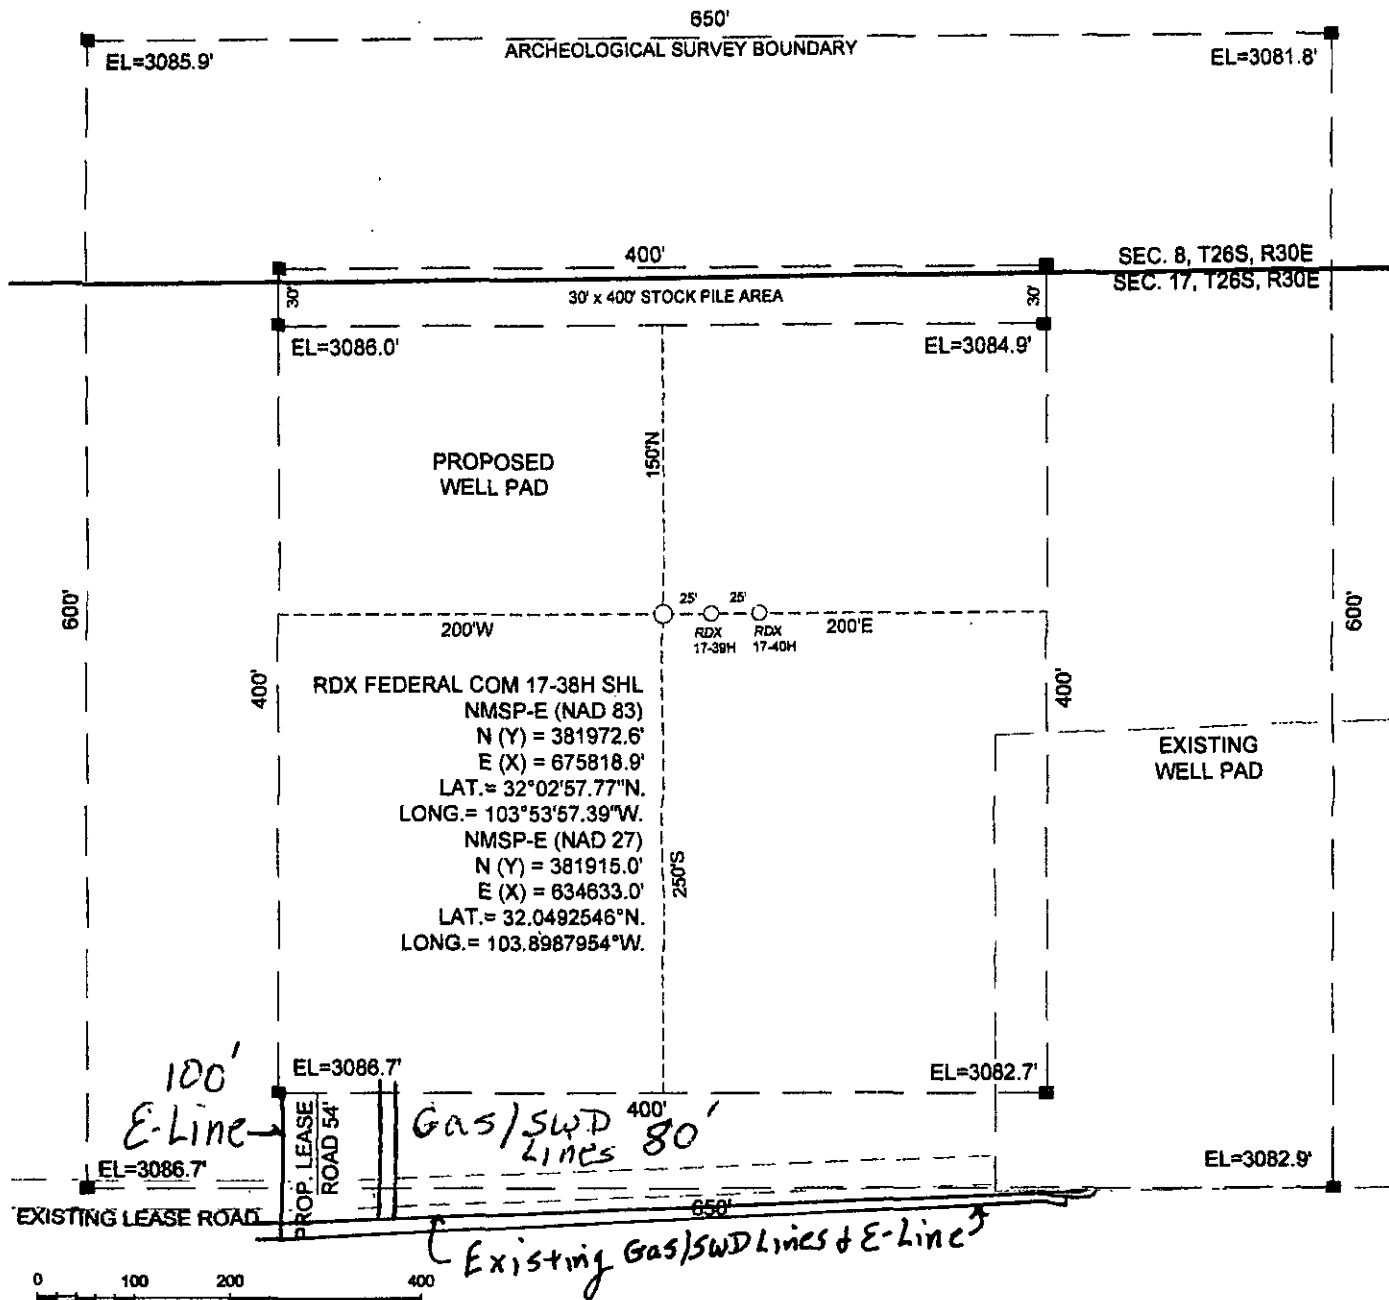 650'
ARCHEOLOGICAL SURVEY BOUNDARY
EL=3085.9'
EL=3081.8'
400'
SEC. 8, T26S, R30E
SEC. 17, T26S, R30E
30'
30' x 400' STOCK PILE AREA
30'
EL=3086.0'
EL=3084.9'
PROPOSED
WELL PAD
150'N
600'
600'
200'W
25'
25'
RDX
17-39H
RDX
17-40H
200'E
400'
400'
RDX FEDERAL COM 17-38H SHL
NMSP-E (NAD 83)
N (Y) = 381972.6'
E (X) = 675818.9'
LAT.= 32°02'57.77"N.
LONG.= 103°53'57.39"W.
NMSP-E (NAD 27)
N (Y) = 381915.0'
E (X) = 634633.0'
LAT.= 32.0492546°N.
LONG.= 103.8987954°W.
250'S
EXISTING
WELL PAD
EL=3086.7'
EL=3082.7'
100'
E-Line
PROP. LEASE
ROAD 54'
400'
Gas/SWD
Lines 80'
EL=3086.7'
EL=3082.9'
EXISTING LEASE ROAD
650'
Existing Gas/SWD Lines & E-Line
0 100 200 400